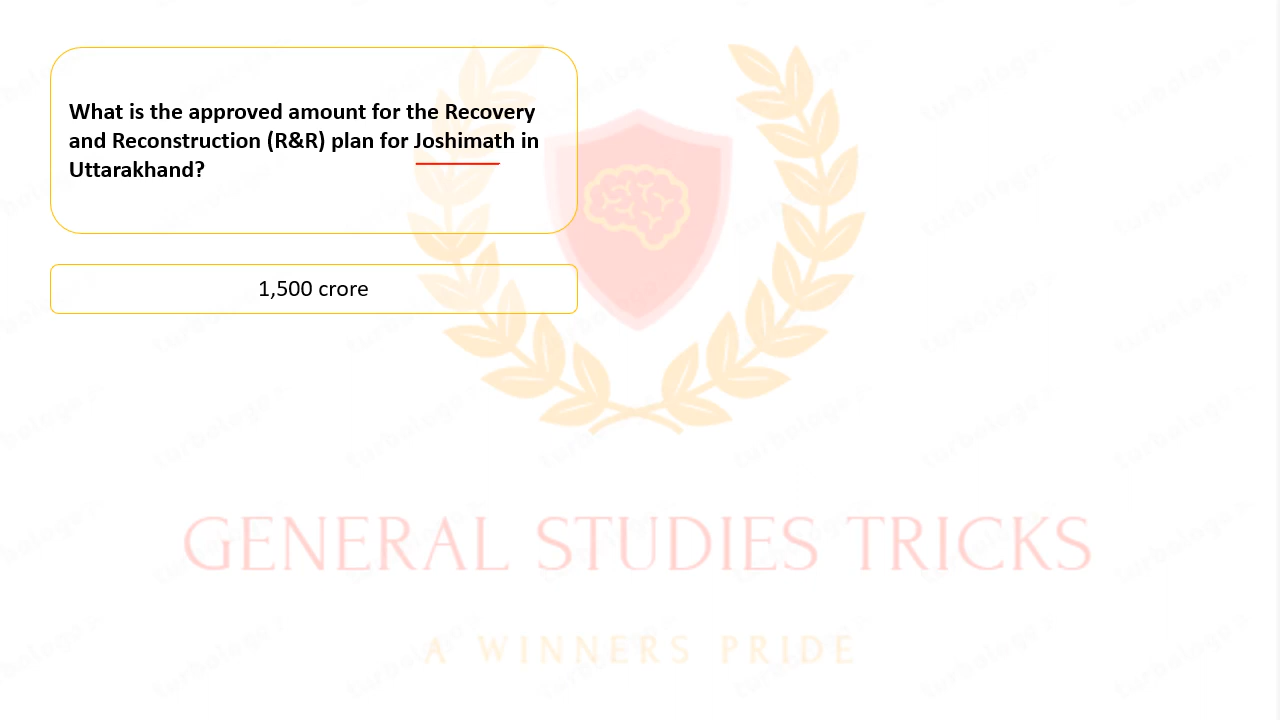 What is the approved amount for the Recovery
and Reconstruction (R&R) plan for Joshimath in
Uttarakhand?
1,500 crore
GENERAL STUDIES TRICKS
A WINNERS PRIDE